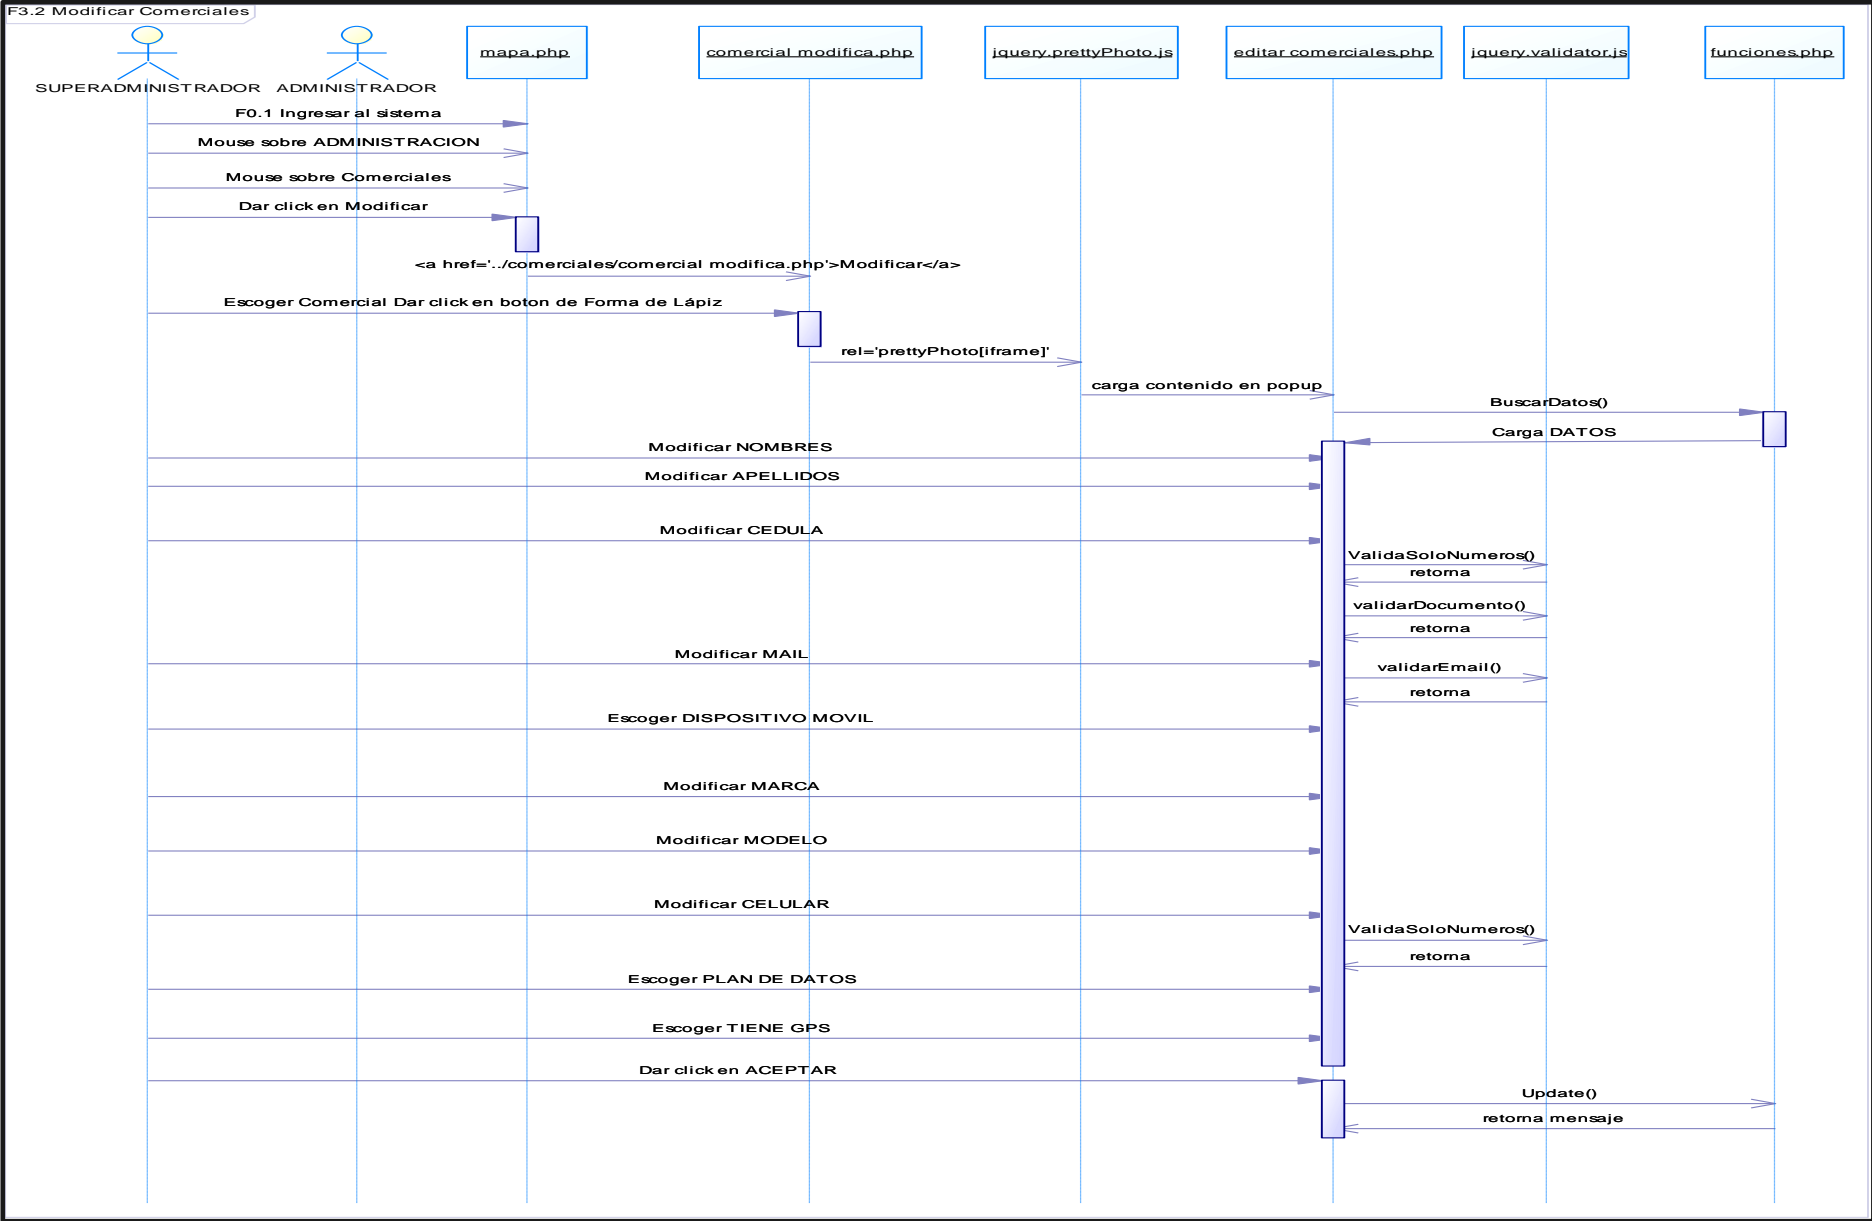 F3.2 Modificar Comerciales
SUPERADMINISTRADOR
ADMINISTRADOR
mapa.php
comercial modifica.php
jquery.prettyPhoto.js
editar comerciales.php
jquery.validator.js
funciones.php
F0.1 Ingresar al sistema
Mouse sobre ADMINISTRACION
Mouse sobre Comerciales
Dar click en Modificar
<a href='../comerciales/comercial modifica.php'>Modificar</a>
Escoger Comercial Dar click en boton de Forma de Lápiz
rel='prettyPhoto[iframe]'
carga contenido en popup
BuscarDatos()
Carga DATOS
Modificar NOMBRES
Modificar APELLIDOS
Modificar CEDULA
ValidaSoloNumeros()
retorna
validarDocumento()
retorna
Modificar MAIL
validarEmail()
retorna
Escoger DISPOSITIVO MOVIL
Modificar MARCA
Modificar MODELO
Modificar CELULAR
ValidaSoloNumeros()
retorna
Escoger PLAN DE DATOS
Escoger TIENE GPS
Dar click en ACEPTAR
Update()
retorna mensaje